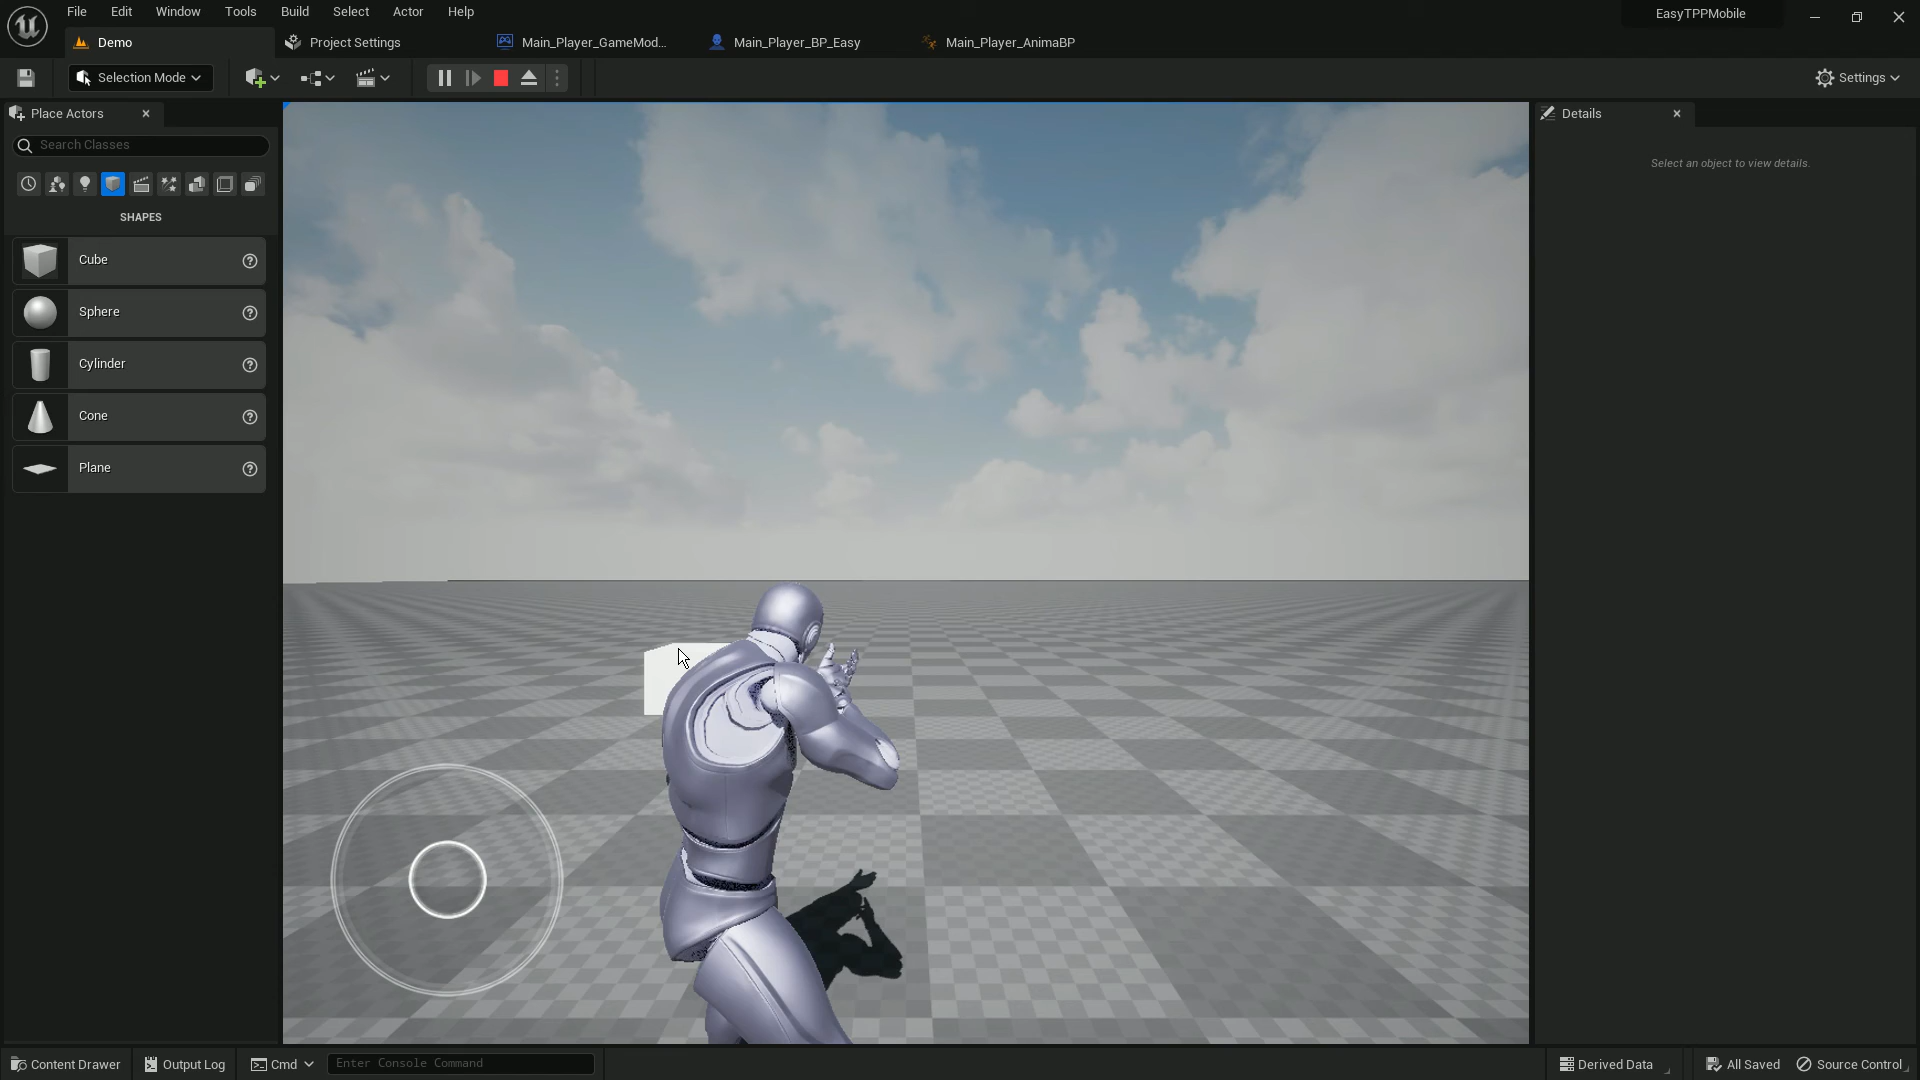 File Edit Window Tools Build Select Actor Help
EasyTPPMobile
Demo
Project Settings
Main_Player_GameMod...
Main_Player_BP_Easy
Main_Player_AnimaBP
Selection Mode
Settings
Place Actors
Details
Search Classes
Select an object to view details.
SHAPES
Cube
Sphere
Cylinder
Cone
Plane
Content Drawer
Output Log
Cmd
Enter Console Command
Derived Data
All Saved
Source Control